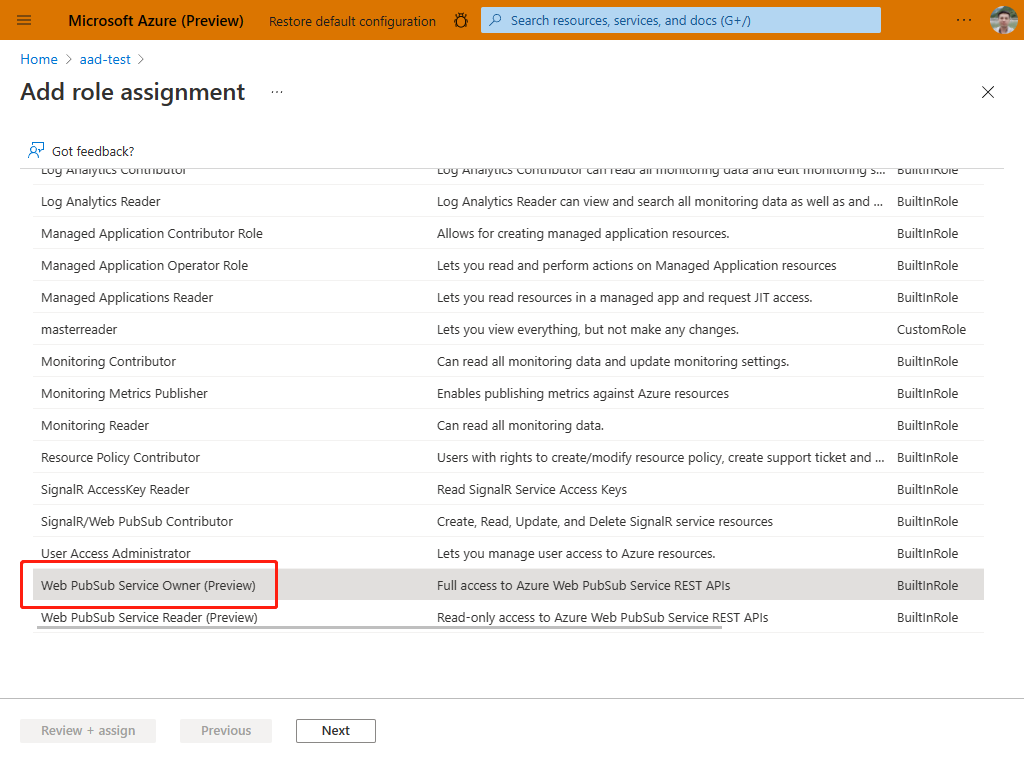 Microsoft Azure (Preview) Restore default configuration Search resources, services, and docs (G+/) ...
Home > aad-test >
Add role assignment ...
Got feedback?
Log Analytics Contributor Log Analytics Contributor can read all monitoring data and edit monitoring s... BuiltInRole
Log Analytics Reader Log Analytics Reader can view and search all monitoring data as well as and ... BuiltInRole
Managed Application Contributor Role Allows for creating managed application resources. BuiltInRole
Managed Application Operator Role Lets you read and perform actions on Managed Application resources BuiltInRole
Managed Applications Reader Lets you read resources in a managed app and request JIT access. BuiltInRole
masterreader Lets you view everything, but not make any changes. CustomRole
Monitoring Contributor Can read all monitoring data and update monitoring settings. BuiltInRole
Monitoring Metrics Publisher Enables publishing metrics against Azure resources BuiltInRole
Monitoring Reader Can read all monitoring data. BuiltInRole
Resource Policy Contributor Users with rights to create/modify resource policy, create support ticket and ... BuiltInRole
SignalR AccessKey Reader Read SignalR Service Access Keys BuiltInRole
SignalR/Web PubSub Contributor Create, Read, Update, and Delete SignalR service resources BuiltInRole
User Access Administrator Lets you manage user access to Azure resources. BuiltInRole
Web PubSub Service Owner (Preview) Full access to Azure Web PubSub Service REST APIs BuiltInRole
Web PubSub Service Reader (Preview) Read-only access to Azure Web PubSub Service REST APIs BuiltInRole
Review + assign Previous Next